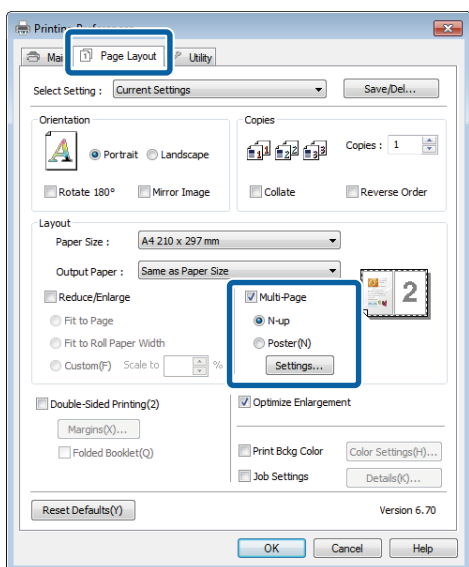 Printing Preferences
Mai Page Layout Utility
Select Setting : Current Settings Save/Del...
Orientation Copies
Portrait Landscape Copies : 1
Rotate 180° Mirror Image Collate Reverse Order
Layout
Paper Size : A4 210 x 297 mm
Output Paper : Same as Paper Size
Reduce/Enlarge Multi-Page 2
Fit to Page N-up
Fit to Roll Paper Width Poster(N)
Custom(F) Scale to % Settings...
Double-Sided Printing(2) Optimize Enlargement
Margins(X)...
Folded Booklet(Q) Print Bckg Color Color Settings(H)...
Job Settings Details(K)...
Reset Defaults(Y) Version 6.70
OK Cancel Help